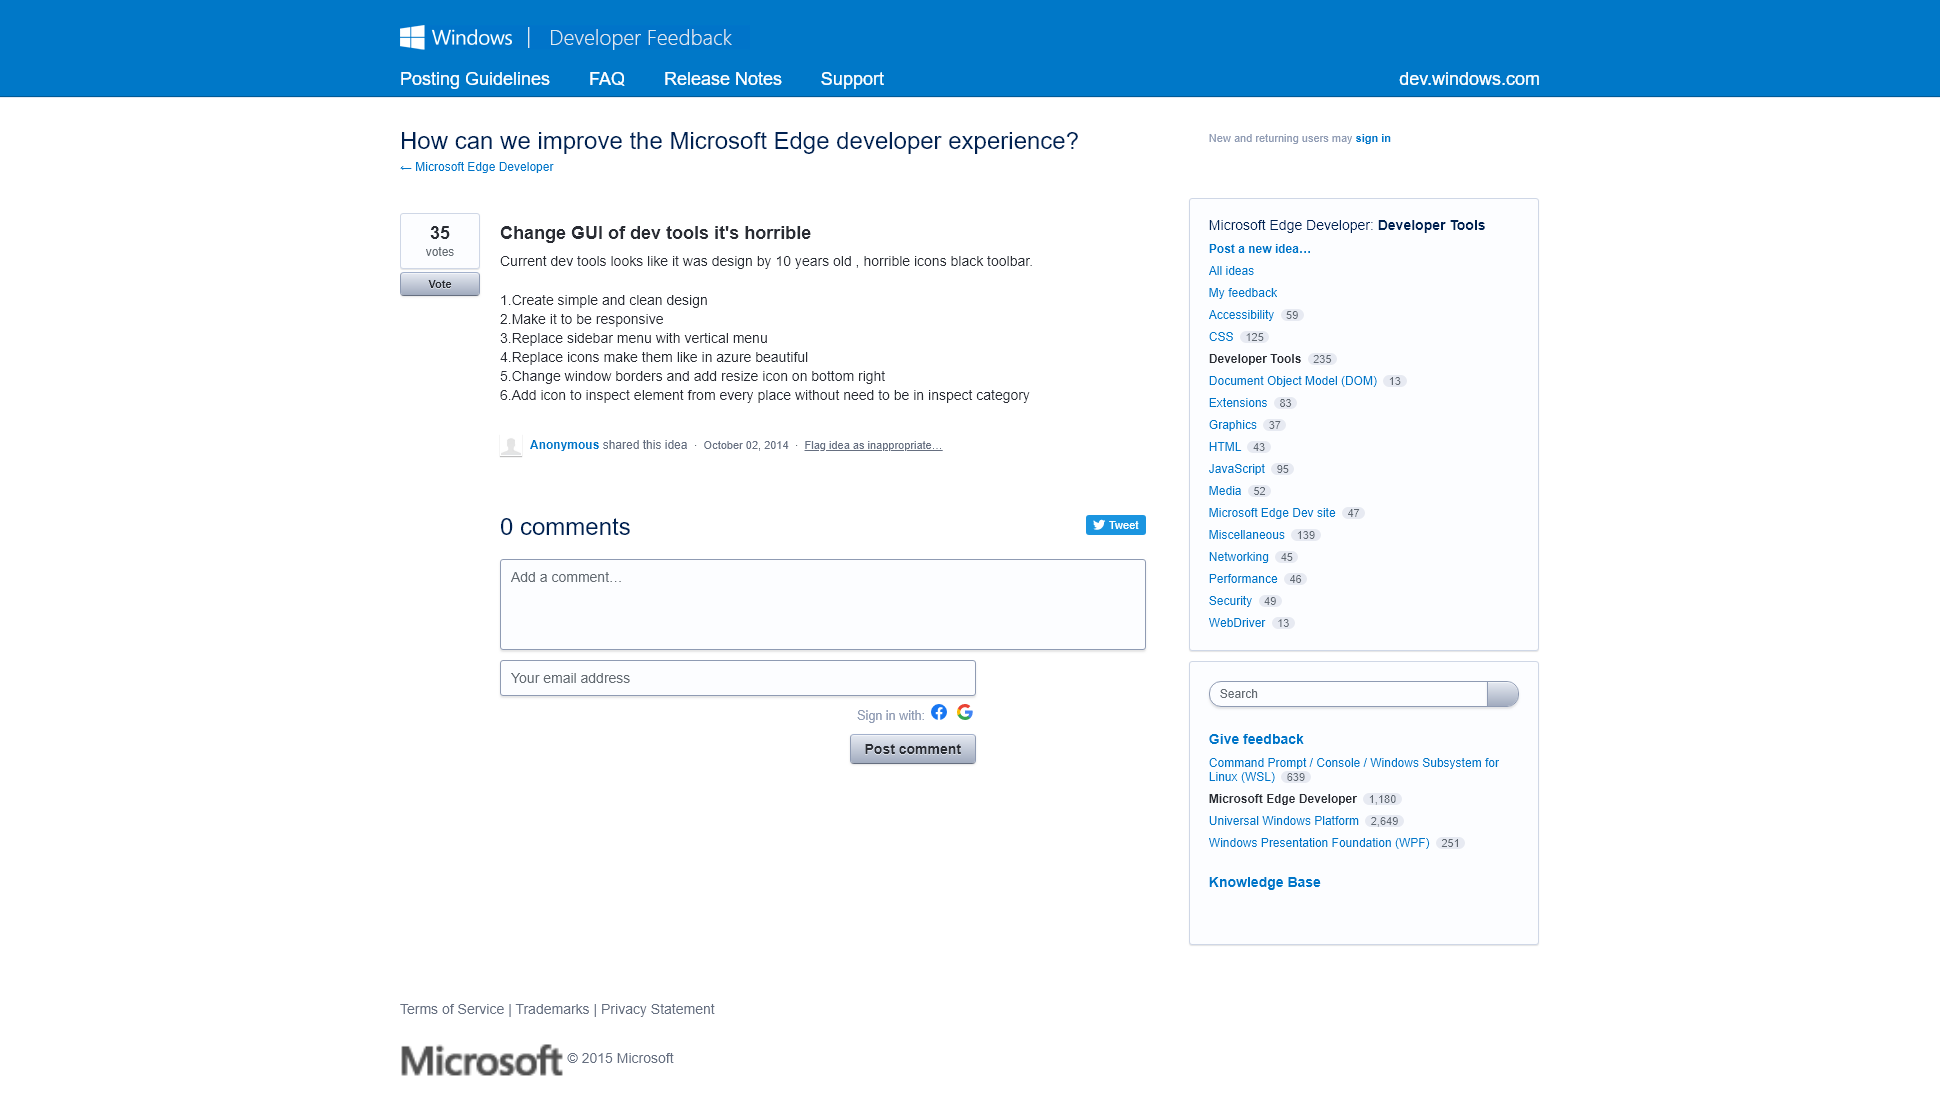 Windows | Developer Feedback
Posting Guidelines FAQ Release Notes Support dev.windows.com
How can we improve the Microsoft Edge developer experience?
← Microsoft Edge Developer
New and returning users may sign in
35
votes
Vote
Change GUI of dev tools it's horrible
Current dev tools looks like it was design by 10 years old , horrible icons black toolbar.
1.Create simple and clean design
2.Make it to be responsive
3.Replace sidebar menu with vertical menu
4.Replace icons make them like in azure beautiful
5.Change window borders and add resize icon on bottom right
6.Add icon to inspect element from every place without need to be in inspect category
Anonymous shared this idea · October 02, 2014 · Flag idea as inappropriate…
0 comments
Tweet
Add a comment…
Your email address
Sign in with:
Post comment
Microsoft Edge Developer: Developer Tools
Post a new idea…
All ideas
My feedback
Accessibility 59
CSS 125
Developer Tools 235
Document Object Model (DOM) 13
Extensions 83
Graphics 37
HTML 43
JavaScript 95
Media 52
Microsoft Edge Dev site 47
Miscellaneous 139
Networking 45
Performance 46
Security 49
WebDriver 13
Search
Give feedback
Command Prompt / Console / Windows Subsystem for
Linux (WSL) 639
Microsoft Edge Developer 1,180
Universal Windows Platform 2,649
Windows Presentation Foundation (WPF) 251
Knowledge Base
Terms of Service | Trademarks | Privacy Statement
Microsoft © 2015 Microsoft